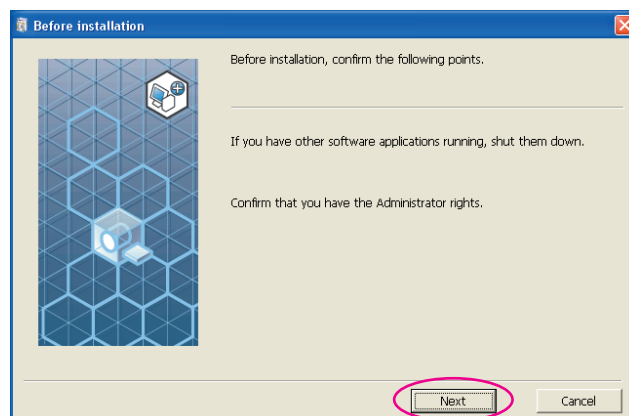 Before installation
Before installation, confirm the following points.
If you have other software applications running, shut them down.
Confirm that you have the Administrator rights.
Next
Cancel